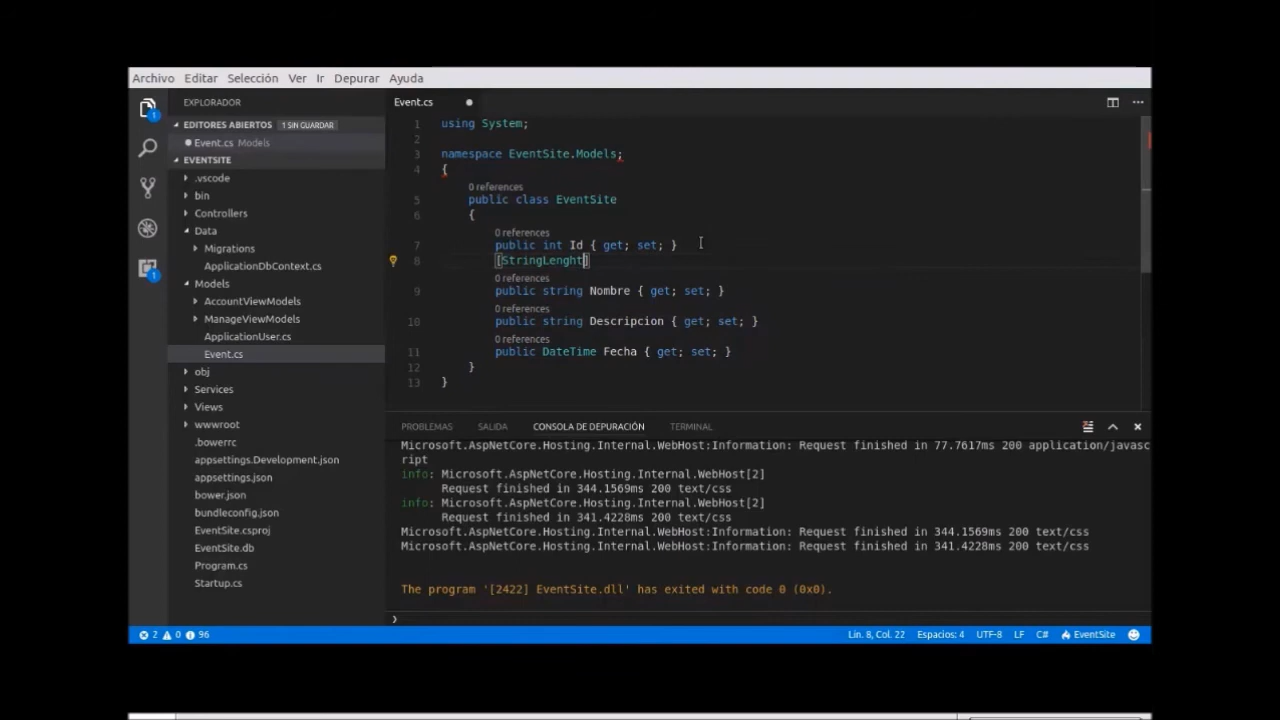 Archivo Editar Selección Ver Ir Depurar Ayuda
EXPLORADOR
EDITORES ABIERTOS 1 SIN GUARDAR
Event.cs Models
EVENTSITE
.vscode
bin
Controllers
Data
Migrations
ApplicationDbContext.cs
Models
AccountViewModels
ManageViewModels
ApplicationUser.cs
Event.cs
obj
Services
Views
wwwroot
.bowerrc
appsettings.Development.json
appsettings.json
bower.json
bundleconfig.json
EventSite.csproj
EventSite.db
Program.cs
Startup.cs
1
1
Event.cs
1 using System;
2
3 namespace EventSite.Models;
4 {
0 references
5 public class EventSite
6 {
0 references
7 public int Id { get; set; }
8 [StringLenght]
0 references
9 public string Nombre { get; set; }
0 references
10 public string Descripcion { get; set; }
0 references
11 public DateTime Fecha { get; set; }
12 }
13 }
PROBLEMAS SALIDA CONSOLA DE DEPURACIÓN TERMINAL
Microsoft.AspNetCore.Hosting.Internal.WebHost:Information: Request finished in 77.7617ms 200 application/javasc
ript
info: Microsoft.AspNetCore.Hosting.Internal.WebHost[2]
Request finished in 344.1569ms 200 text/css
info: Microsoft.AspNetCore.Hosting.Internal.WebHost[2]
Request finished in 341.4228ms 200 text/css
Microsoft.AspNetCore.Hosting.Internal.WebHost:Information: Request finished in 344.1569ms 200 text/css
Microsoft.AspNetCore.Hosting.Internal.WebHost:Information: Request finished in 341.4228ms 200 text/css
The program '[2422] EventSite.dll' has exited with code 0 (0x0).
2 0 96 Lín. 8, Col. 22 Espacios: 4 UTF-8 LF C# EventSite